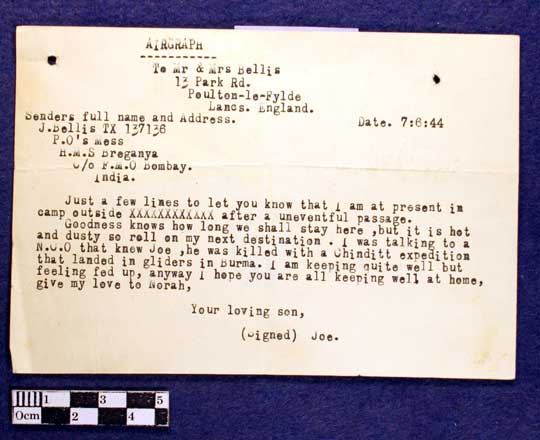 AIRGRAPH
To Mr & Mrs Bellis
13 Park Rd.
Poulton-le-Fylde
Lancs. England.
Senders full name and Address.
Date. 7:6:44
J.Bellis TX 137136
P.O's Mess
H.M.S Breganya
C/o F.M.O Bombay.
India.
Just a few lines to let you know that I am at present in
camp outside XXXXXXXXXXXX after a uneventful passage.
Goodness knows how long we shall stay here ,but it is hot
and dusty so roll on my next destination . I was talking to a
N.C.O that knew Joe ,he was killed with a Chinditt expedition
that landed in gliders in Burma. I am keeping quite well but
feeling fed up, anyway I hope you are all keeping well at home,
give my love to Norah,
Your loving son,
(Signed) Joe.
0cm 1 2 3 4 5